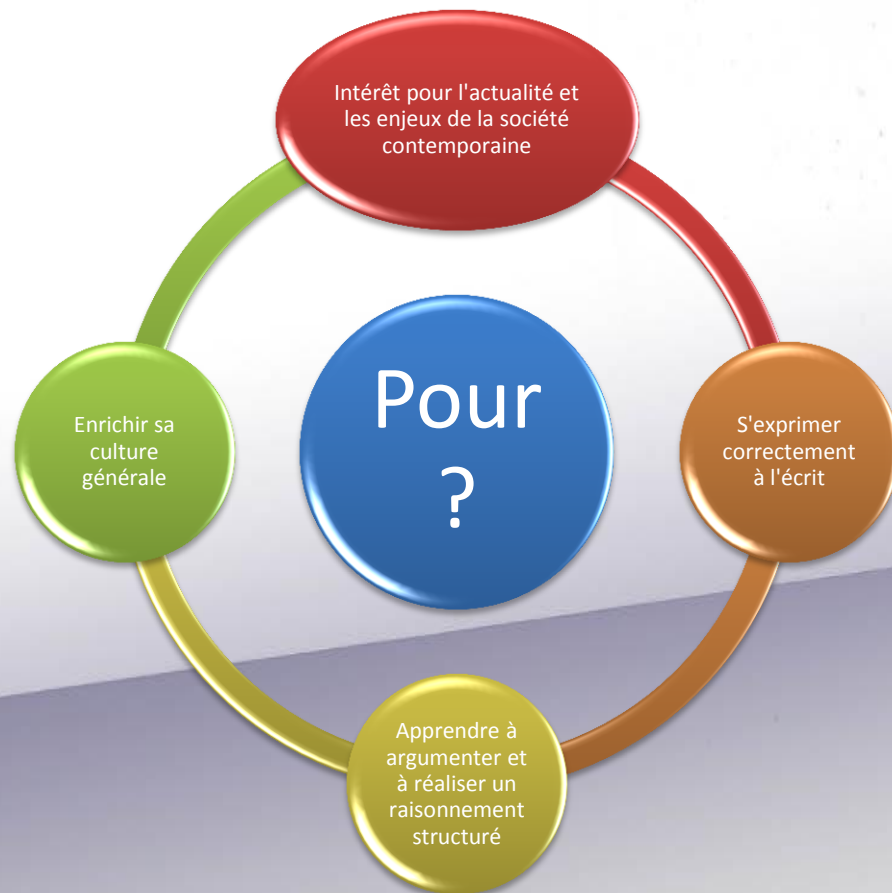 Intérêt pour l'actualité et
les enjeux de la société
contemporaine
Pour
?
Enrichir sa
culture
générale
S'exprimer
correctement
à l'écrit
Apprendre à
argumenter et
à réaliser un
raisonnement
structuré